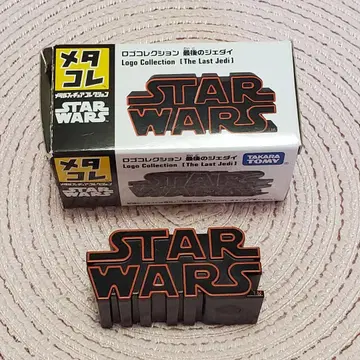 メタコレ
メタルフィギュアコレクション
STAR
WARS
ロゴコレクション 最後のジェダイ
Logo Collection [The Last Jedi]
STAR
WARS
メタコレ
STAR
WARS
ロゴコレクション 最後のジェダイ
Logo Collection [The Last Jedi]
TAKARA
TOMY
STAR
WARS